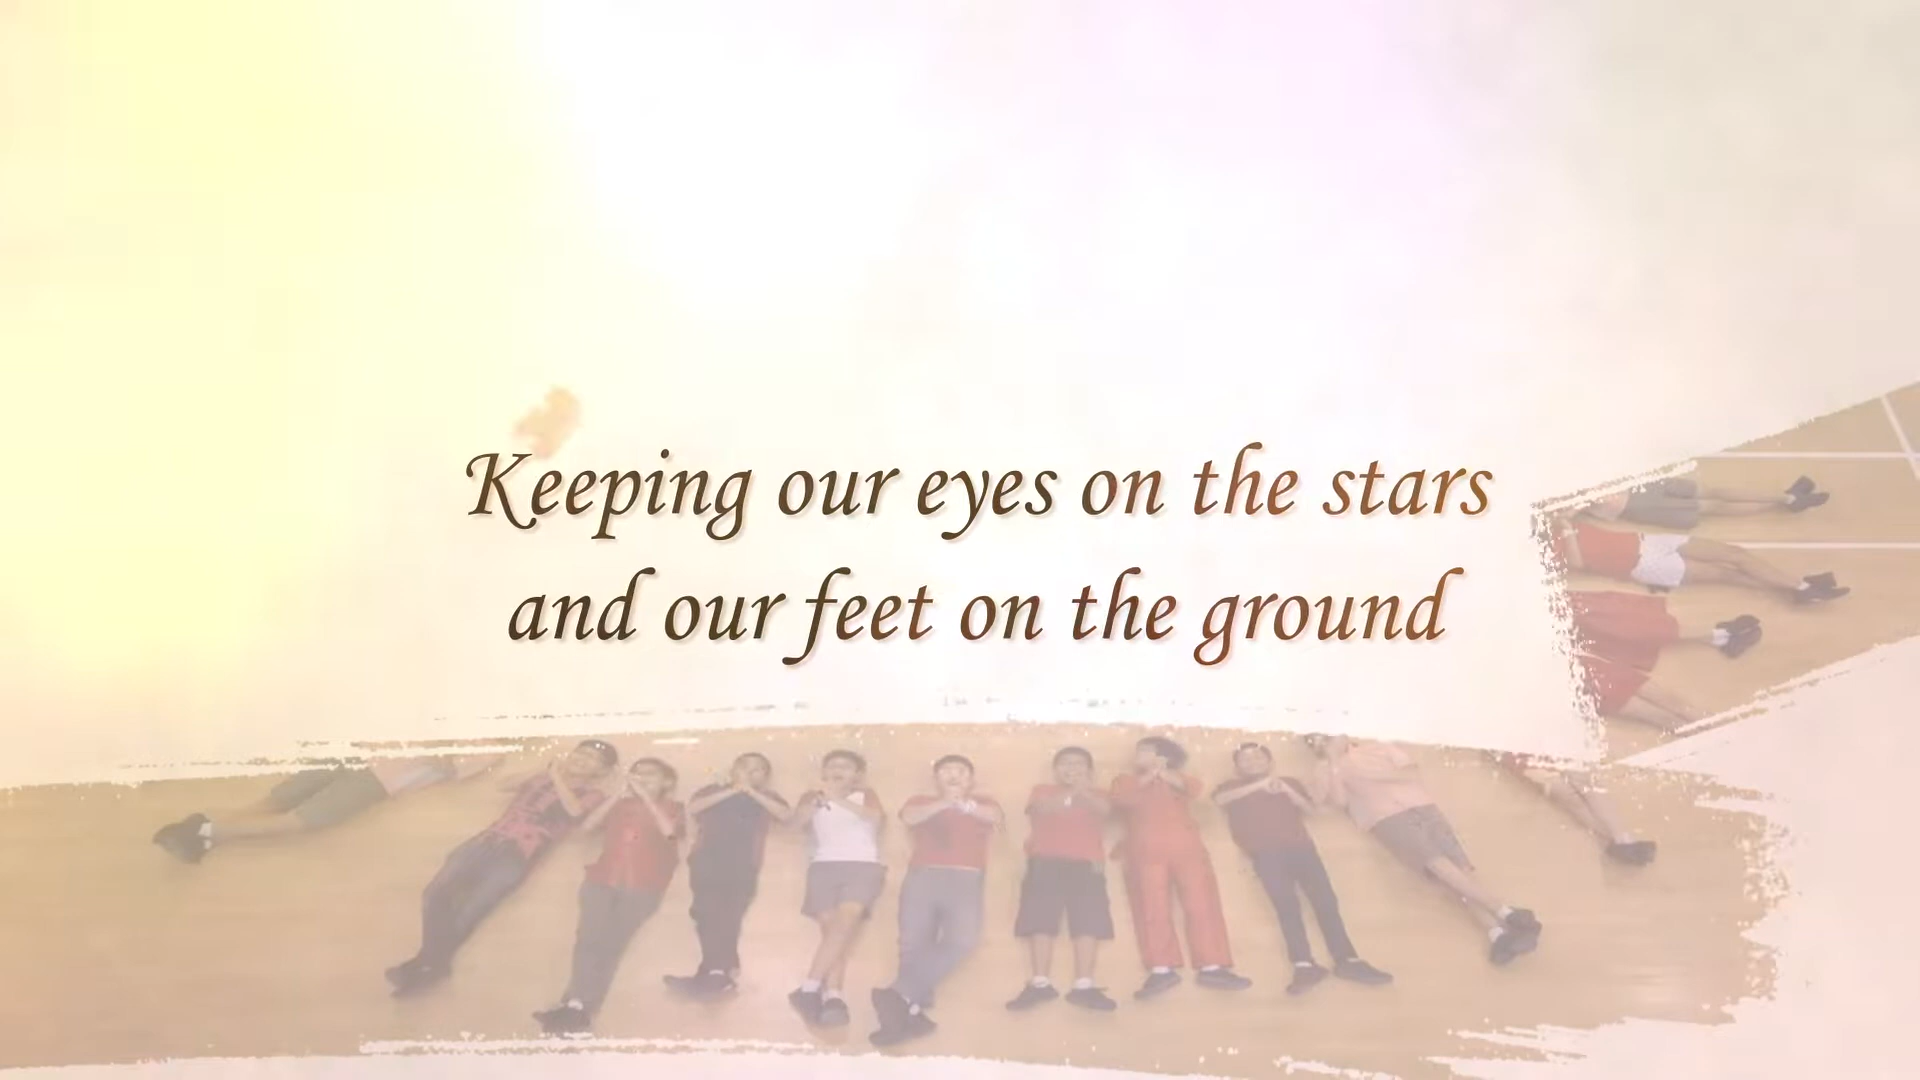 Keeping our eyes on the stars
and our feet on the ground